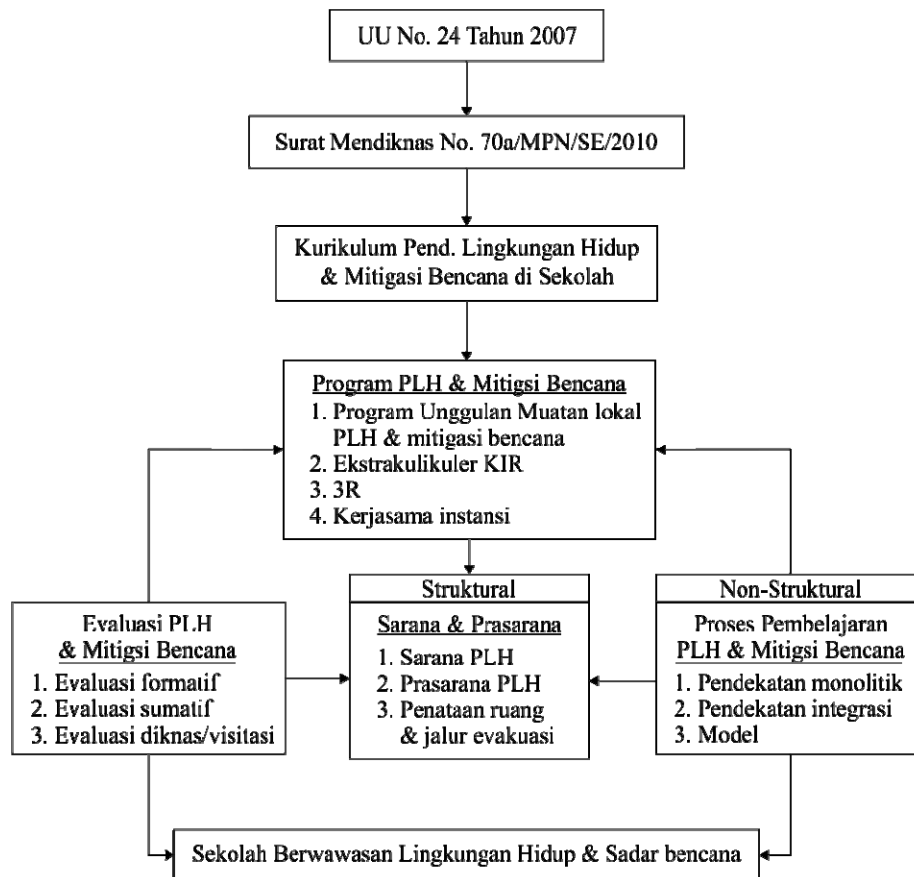 UU No. 24 Tahun 2007
Surat Mendiknas No. 70a/MPN/SE/2010
Kurikulum Pend. Lingkungan Hidup
& Mitigasi Bencana di Sekolah
Program PLH & Mitigsi Bencana
1. Program Unggulan Muatan lokal
PLH & mitigasi bencana
2. Ekstrakulikuler KIR
3. 3R
4. Kerjasama instansi
Evaluasi PLH
& Mitigsi Bencana
1. Evaluasi formatif
2. Evaluasi sumatif
3. Evaluasi diknas/visitasi
Struktural
Sarana & Prasarana
1. Sarana PLH
2. Prasarana PLH
3. Penataan ruang
& jalur evakuasi
Non-Struktural
Proses Pembelajaran
PLH & Mitigsi Bencana
1. Pendekatan monolitik
2. Pendekatan integrasi
3. Model
Sekolah Berwawasan Lingkungan Hidup & Sadar bencana